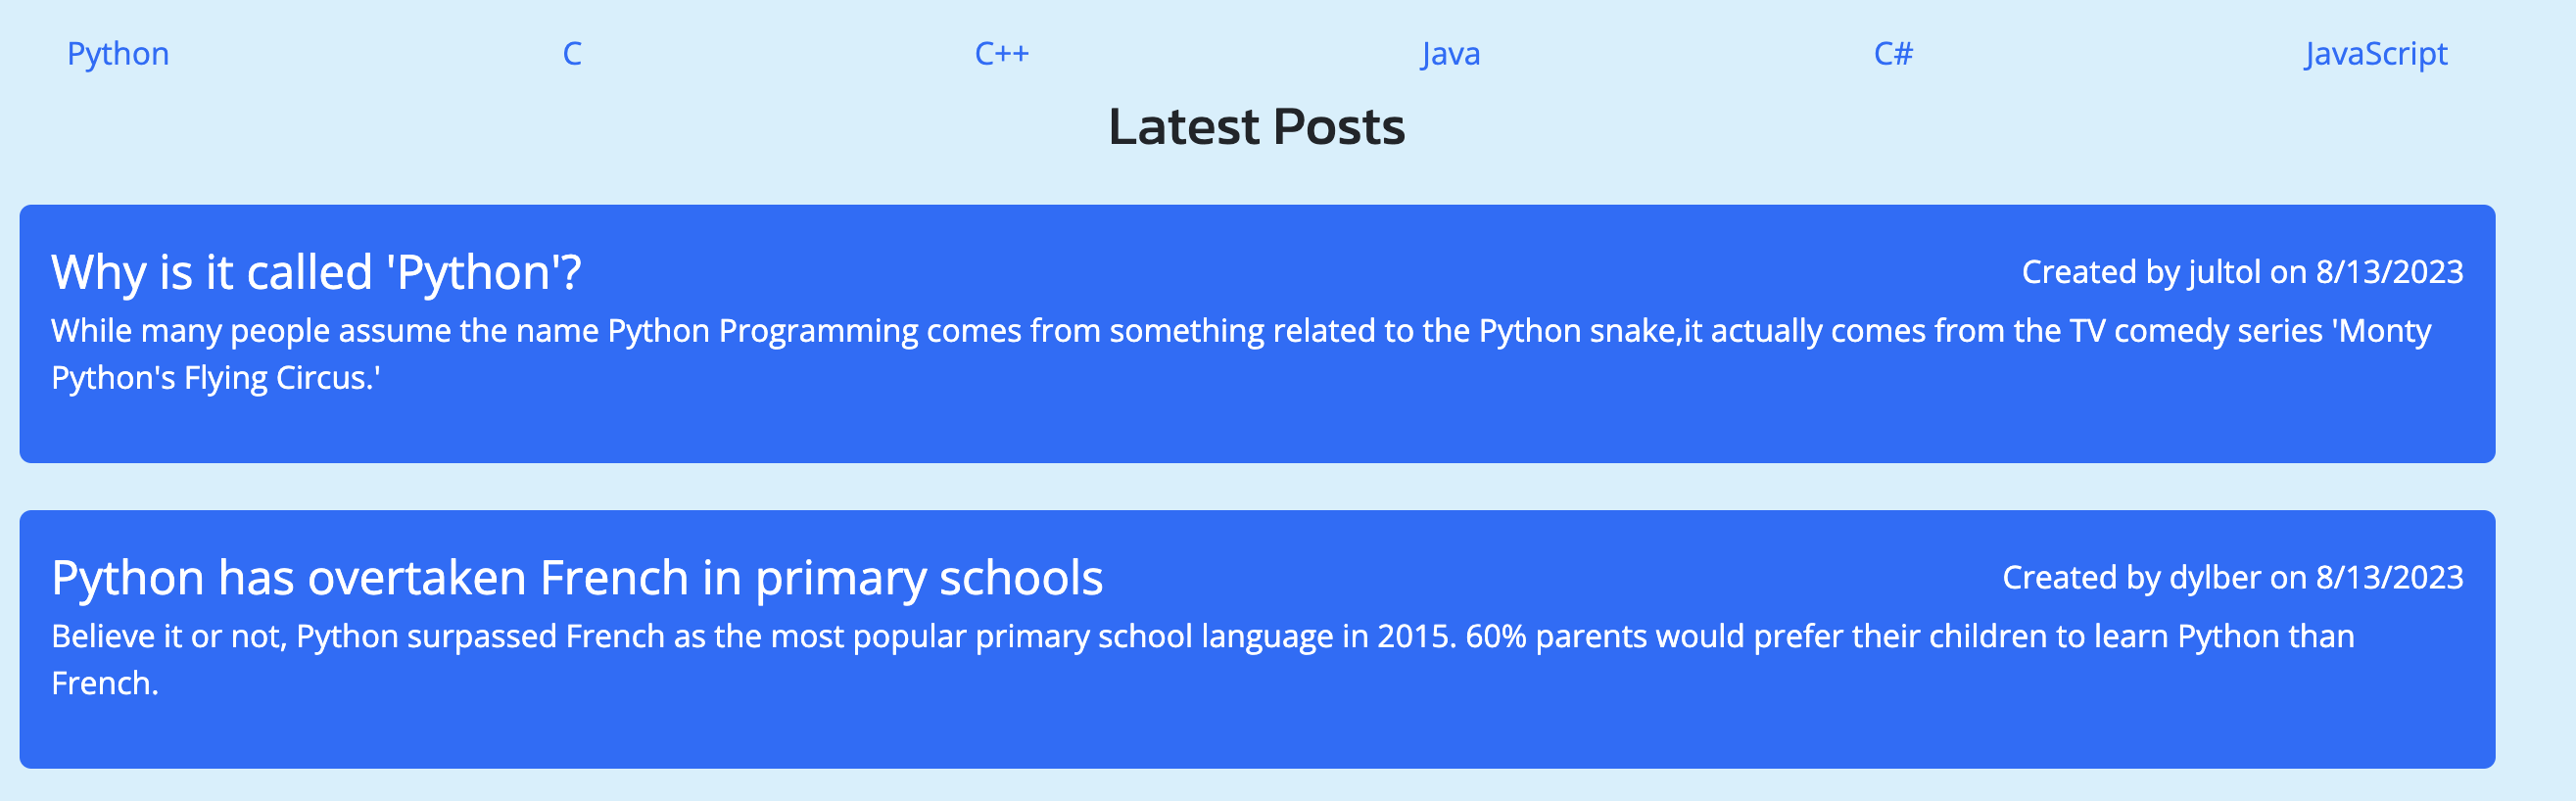 Python C C++ Java C# JavaScript
Latest Posts
Why is it called 'Python'? Created by jultol on 8/13/2023
While many people assume the name Python Programming comes from something related to the Python snake,it actually comes from the TV comedy series 'Monty
Python's Flying Circus.'
Python has overtaken French in primary schools Created by dylber on 8/13/2023
Believe it or not, Python surpassed French as the most popular primary school language in 2015. 60% parents would prefer their children to learn Python than
French.